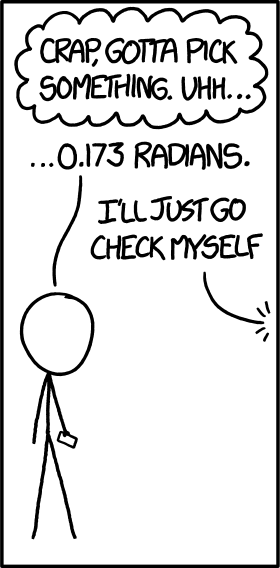 CRAP, GOTTA PICK
SOMETHING. UHH...
...0.173 RADIANS.
I'LL JUST GO
CHECK MYSELF